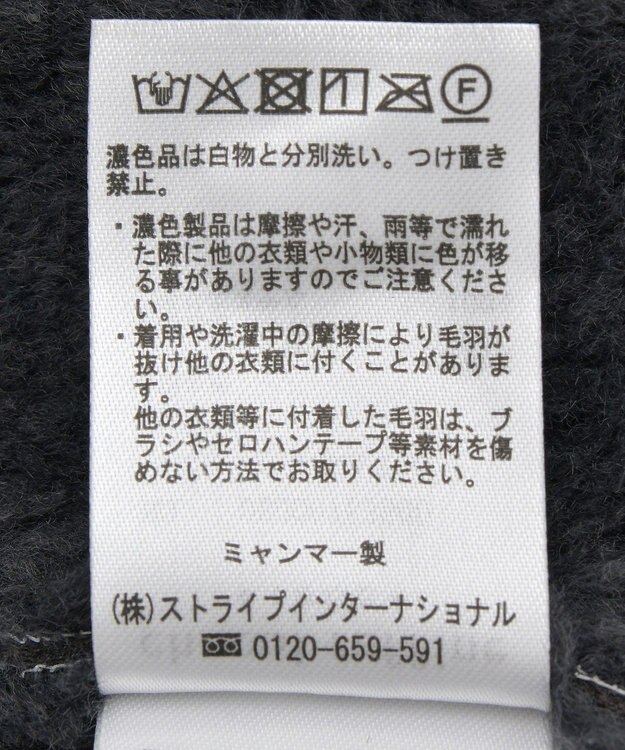 F
濃色品は白物と分別洗い。つけ置き
禁止。
・濃色製品は摩擦や汗、雨等で濡れ
た際に他の衣類や小物類に色が移
る事がありますのでご注意くださ
い。
・着用や洗濯中の摩擦により毛羽が
抜け他の衣類に付くことがありま
す。
他の衣類等に付着した毛羽は、ブ
ラシやセロハンテープ等素材を傷
めない方法でお取りください。
ミャンマー製
(株)ストライプインターナショナル
0120-659-591